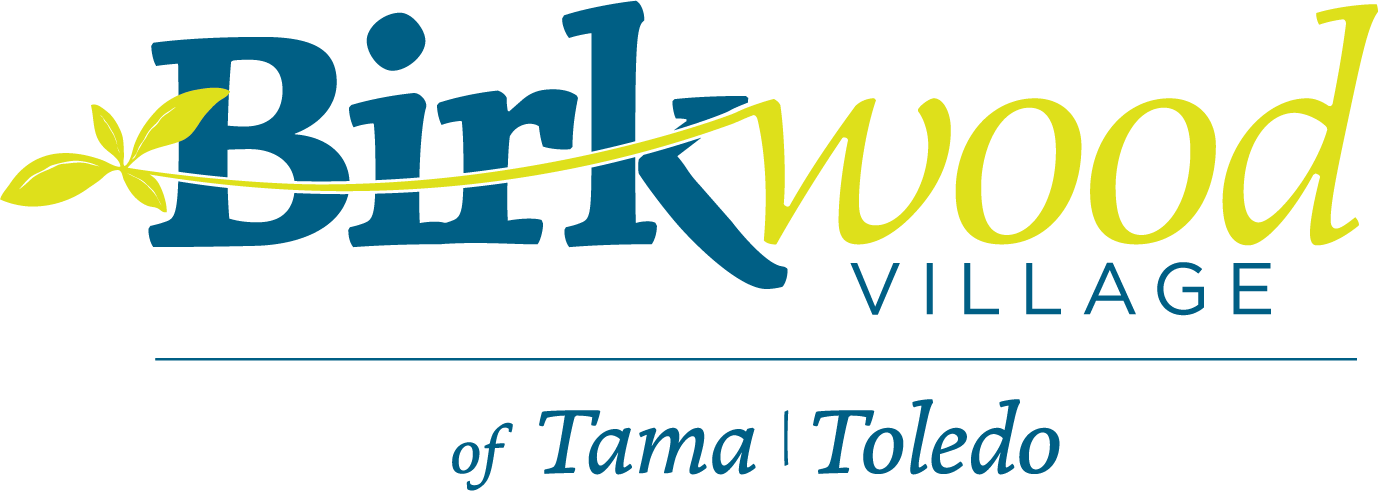 Birkwood
VILLAGE
of Tama | Toledo